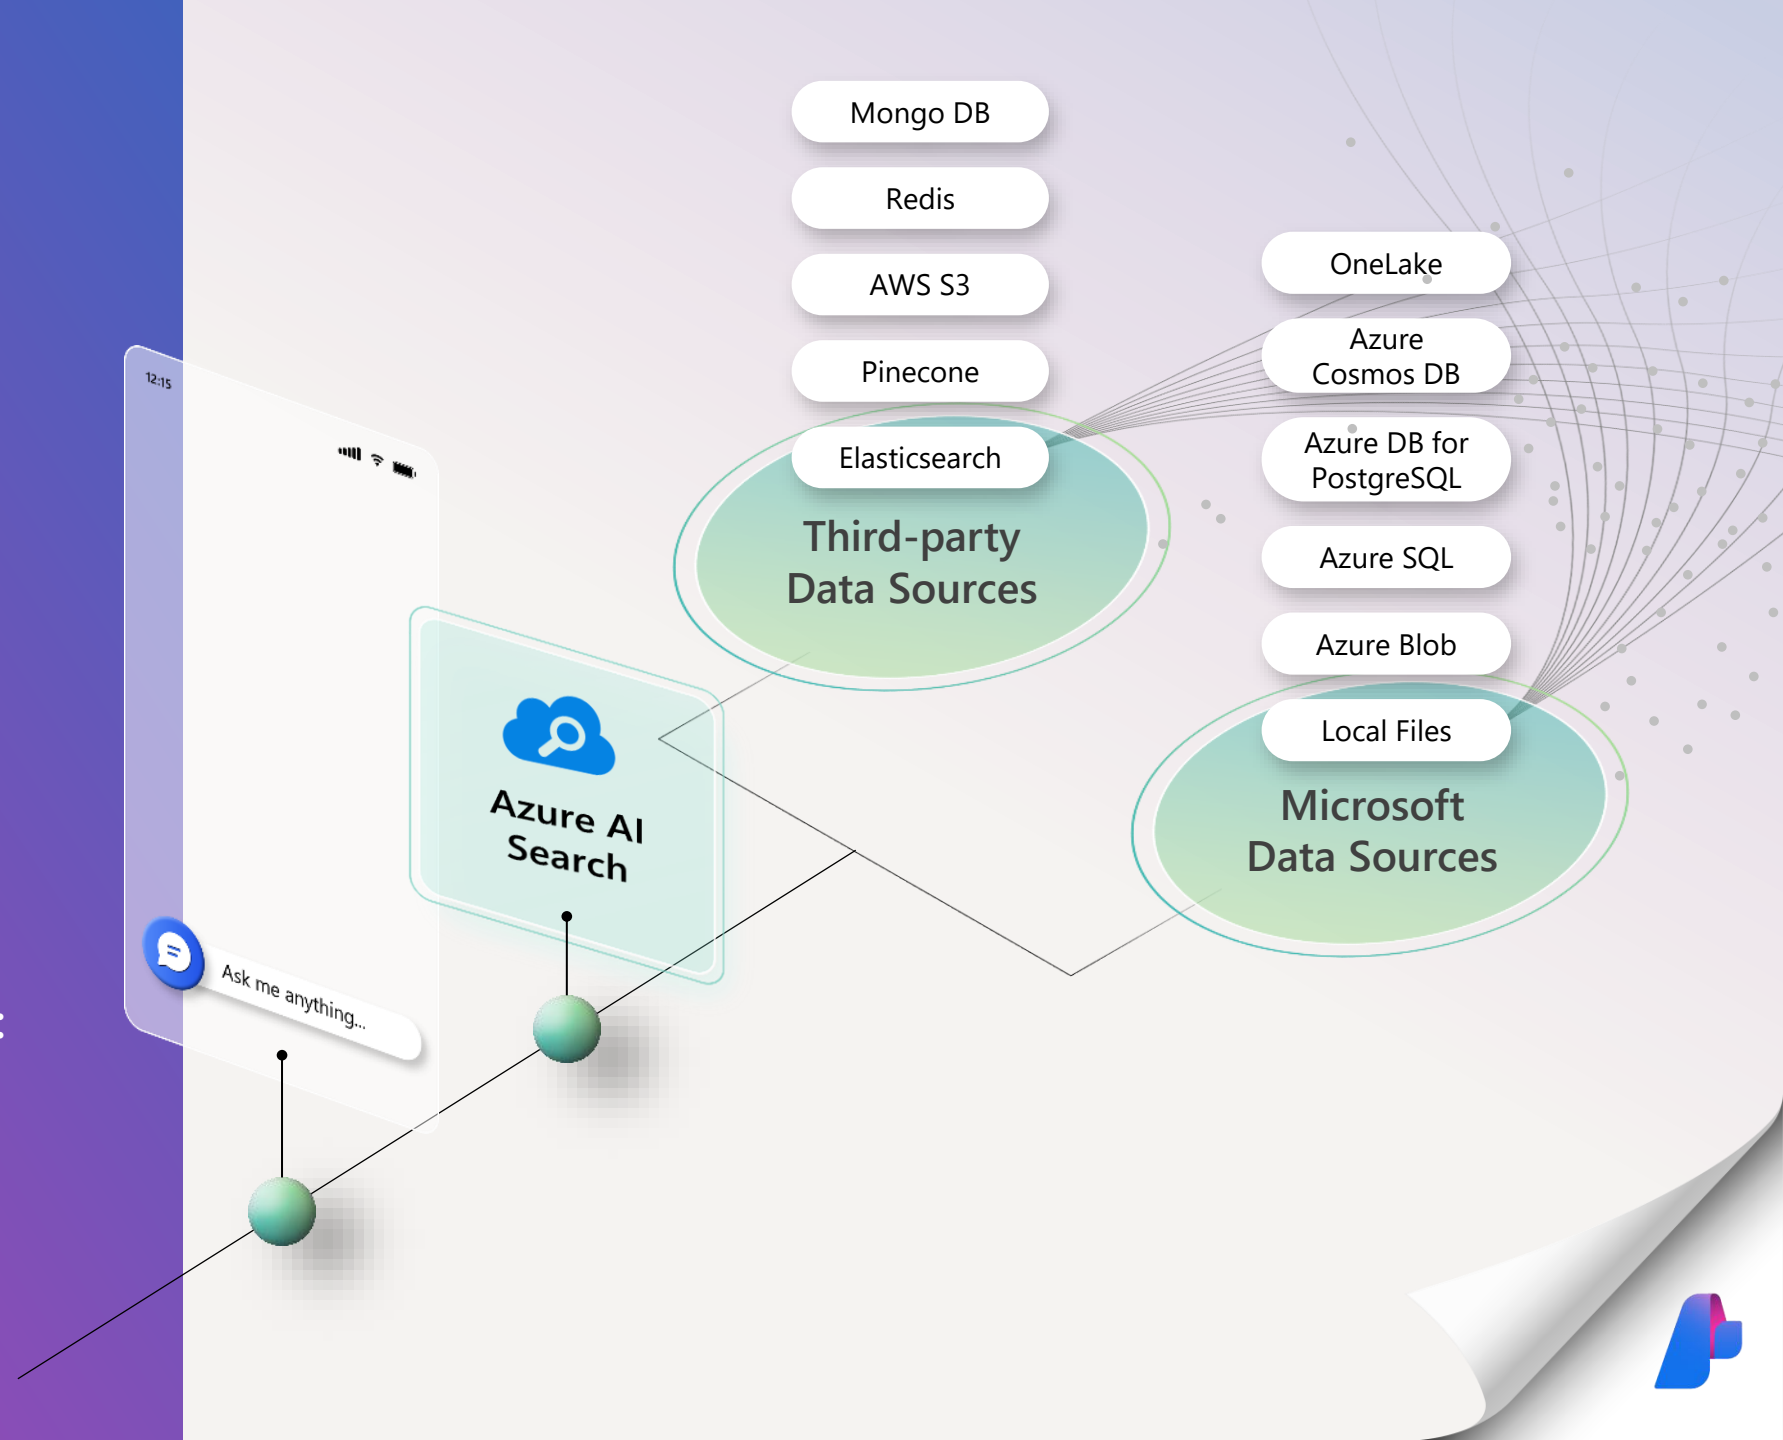 Mongo DB
Redis
AWS S3
Pinecone
Elasticsearch
Third-party
Data Sources
OneLake
Azure
Cosmos DB
Azure DB for
PostgreSQL
Azure SQL
Azure Blob
Local Files
Microsoft
Data Sources
12:15
Azure AI
Search
Ask me anything...